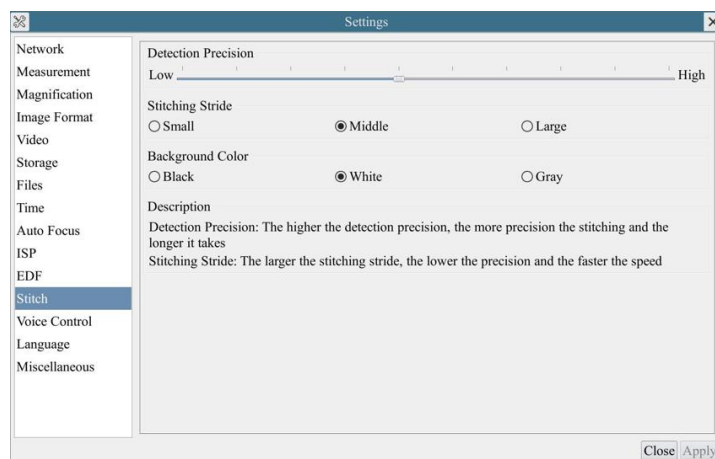 Settings
Network
Measurement
Magnification
Image Format
Video
Storage
Files
Time
Auto Focus
ISP
EDF
Stitch
Voice Control
Language
Miscellaneous
Detection Precision
Low High
Stitching Stride
Small Middle Large
Background Color
Black White Gray
Description
Detection Precision: The higher the detection precision, the more precision the stitching and the
longer it takes
Stitching Stride: The larger the stitching stride, the lower the precision and the faster the speed
Close Apply